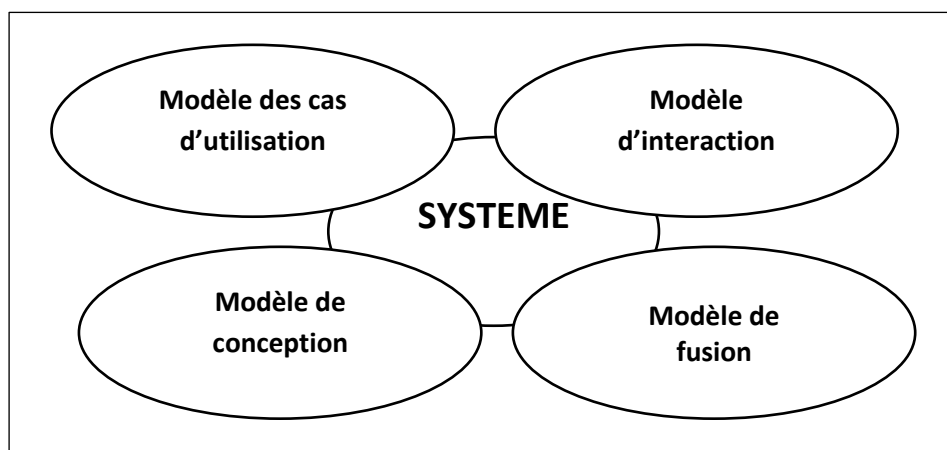 Modèle des cas
d’utilisation
Modèle
d’interaction
SYSTEME
Modèle de
conception
Modèle de
fusion